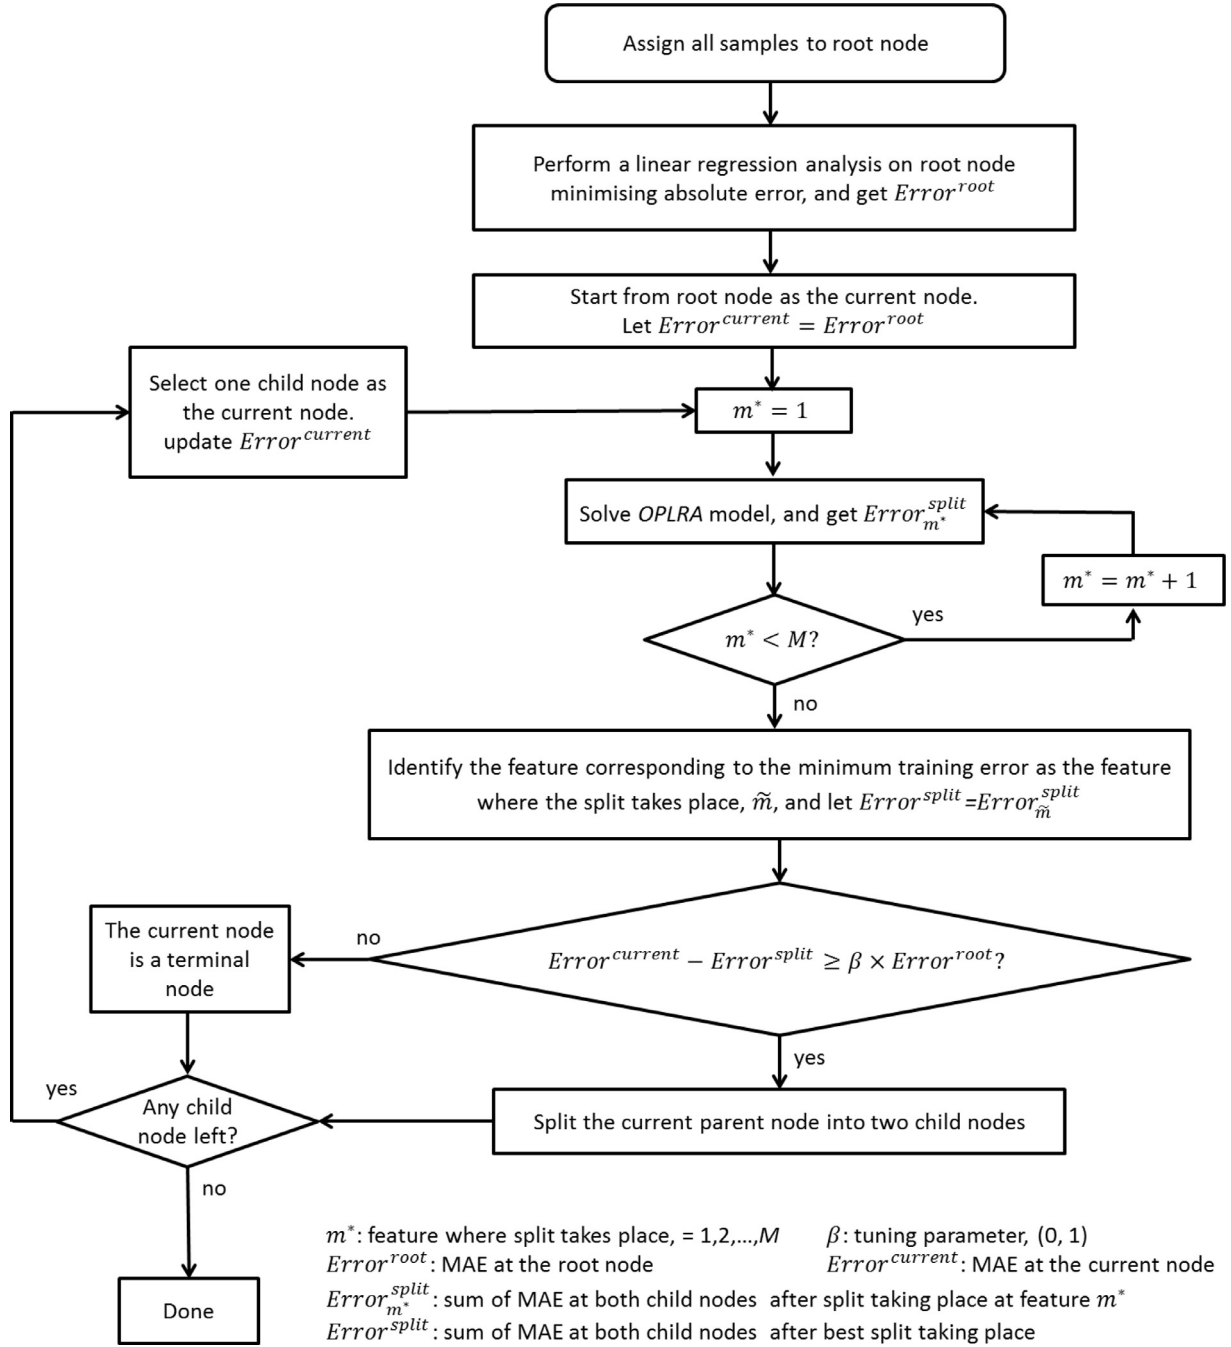 Assign all samples to root node
Perform a linear regression analysis on root node
minimising absolute error, and get Error^root
Start from root node as the current node.
Let Error^current = Error^root
Select one child node as
the current node.
update Error^current
m* = 1
Solve OPLRA model, and get Error_m*^split
m* = m* + 1
m* < M?
yes
no
Identify the feature corresponding to the minimum training error as the feature
where the split takes place, m̃, and let Error^split=Error_m̃^split
Error^current − Error^split ≥ β × Error^root?
no
The current node
is a terminal
node
yes
Split the current parent node into two child nodes
yes
Any child
node left?
no
Done
m*: feature where split takes place, = 1,2,...,M β: tuning parameter, (0, 1)
Error^root: MAE at the root node Error^current: MAE at the current node
Error_m*^split: sum of MAE at both child nodes after split taking place at feature m*
Error^split: sum of MAE at both child nodes after best split taking place